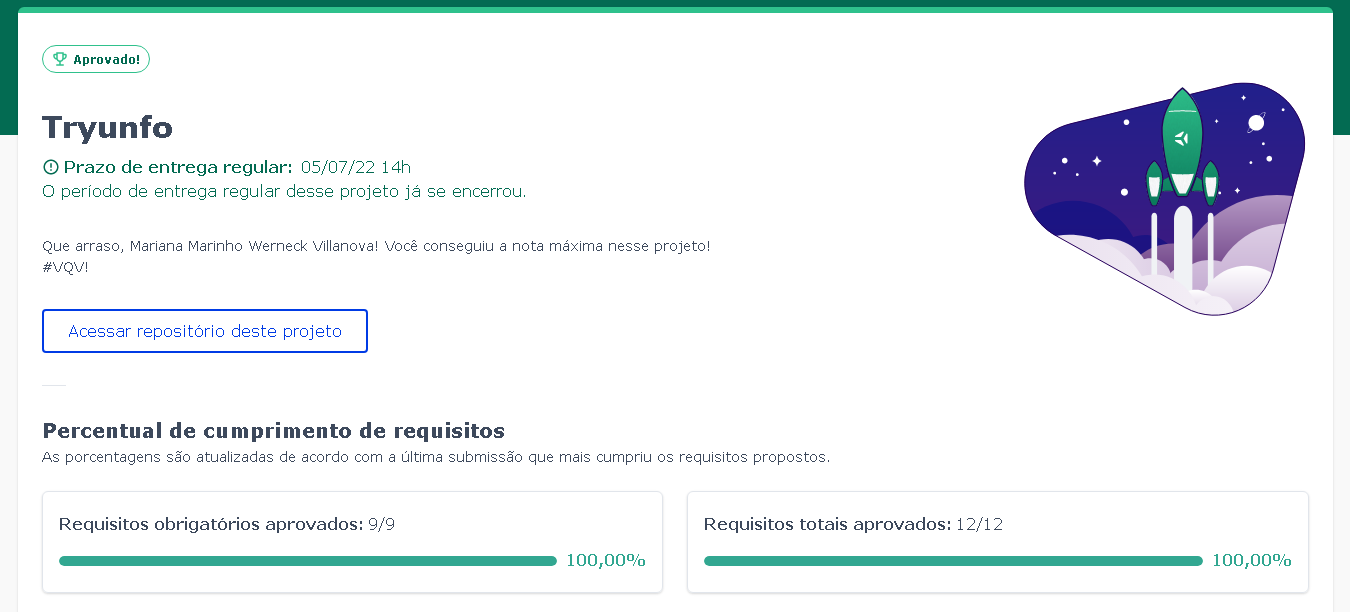 Aprovado!
Tryunfo
Prazo de entrega regular: 05/07/22 14h
O período de entrega regular desse projeto já se encerrou.
Que arraso, Mariana Marinho Werneck Villanova! Você conseguiu a nota máxima nesse projeto!
#VQV!
Acessar repositório deste projeto
Percentual de cumprimento de requisitos
As porcentagens são atualizadas de acordo com a última submissão que mais cumpriu os requisitos propostos.
Requisitos obrigatórios aprovados: 9/9
100,00%
Requisitos totais aprovados: 12/12
100,00%